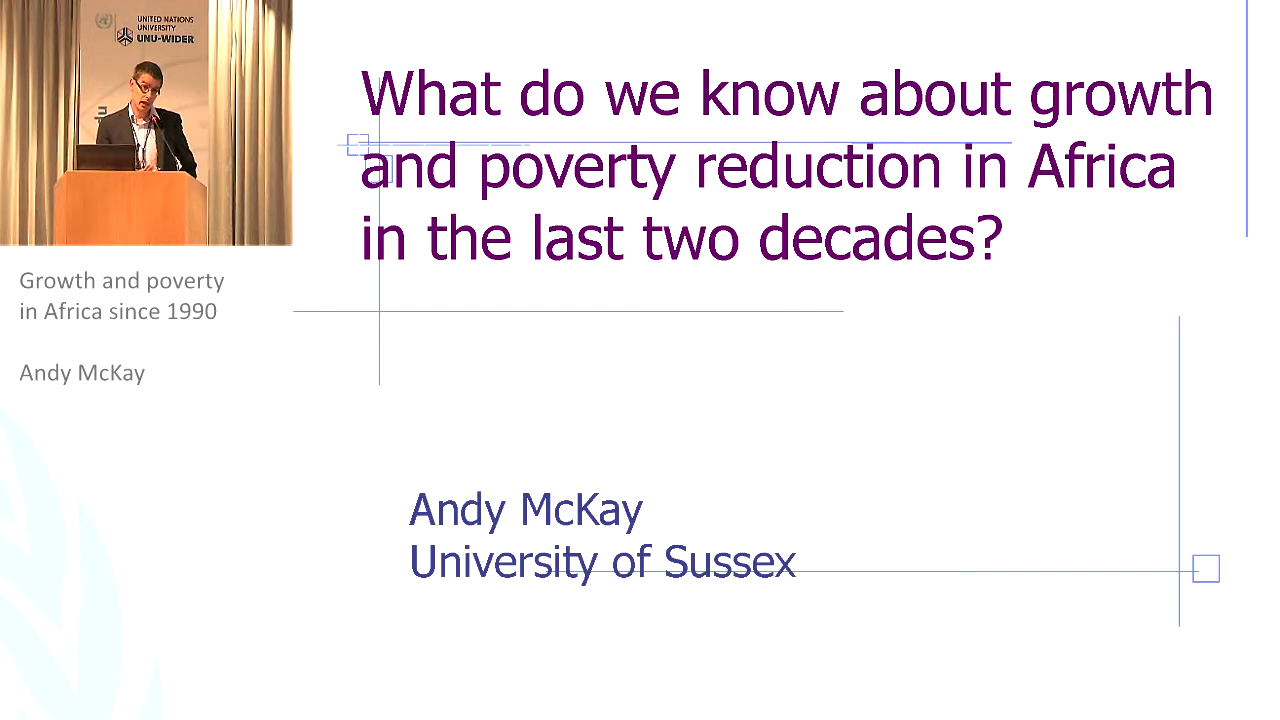 UNITED NATIONS
UNIVERSITY
UNU-WIDER
What do we know about growth
and poverty reduction in Africa
in the last two decades?
Growth and poverty
in Africa since 1990
Andy McKay
Andy McKay
University of Sussex